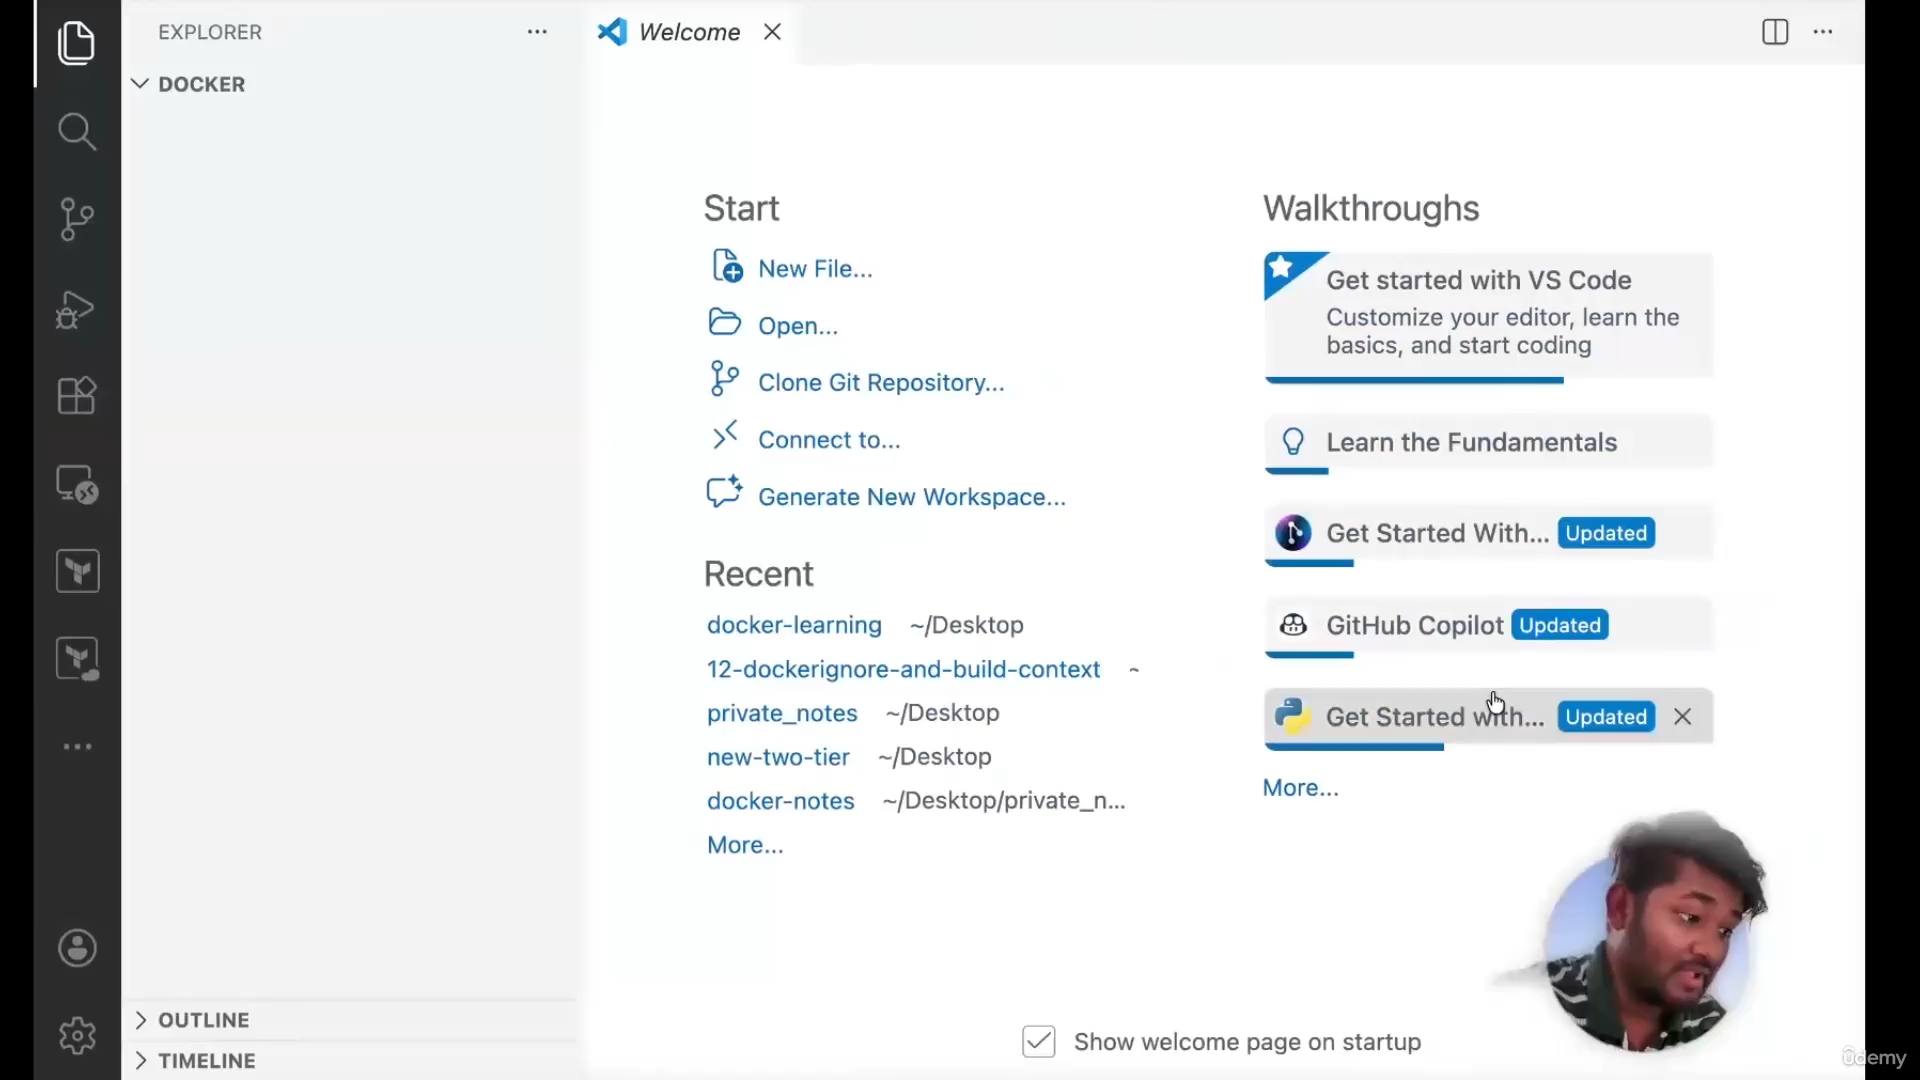 EXPLORER
Welcome
DOCKER
Start
New File...
Open...
Clone Git Repository...
Connect to...
Generate New Workspace...
Recent
docker-learning ~/Desktop
12-dockerignore-and-build-context ~
private_notes ~/Desktop
new-two-tier ~/Desktop
docker-notes ~/Desktop/private_n...
More...
Walkthroughs
Get started with VS Code
Customize your editor, learn the
basics, and start coding
Learn the Fundamentals
Get Started With... Updated
GitHub Copilot Updated
Get Started with... Updated
More...
OUTLINE
TIMELINE
Show welcome page on startup
ûdemy